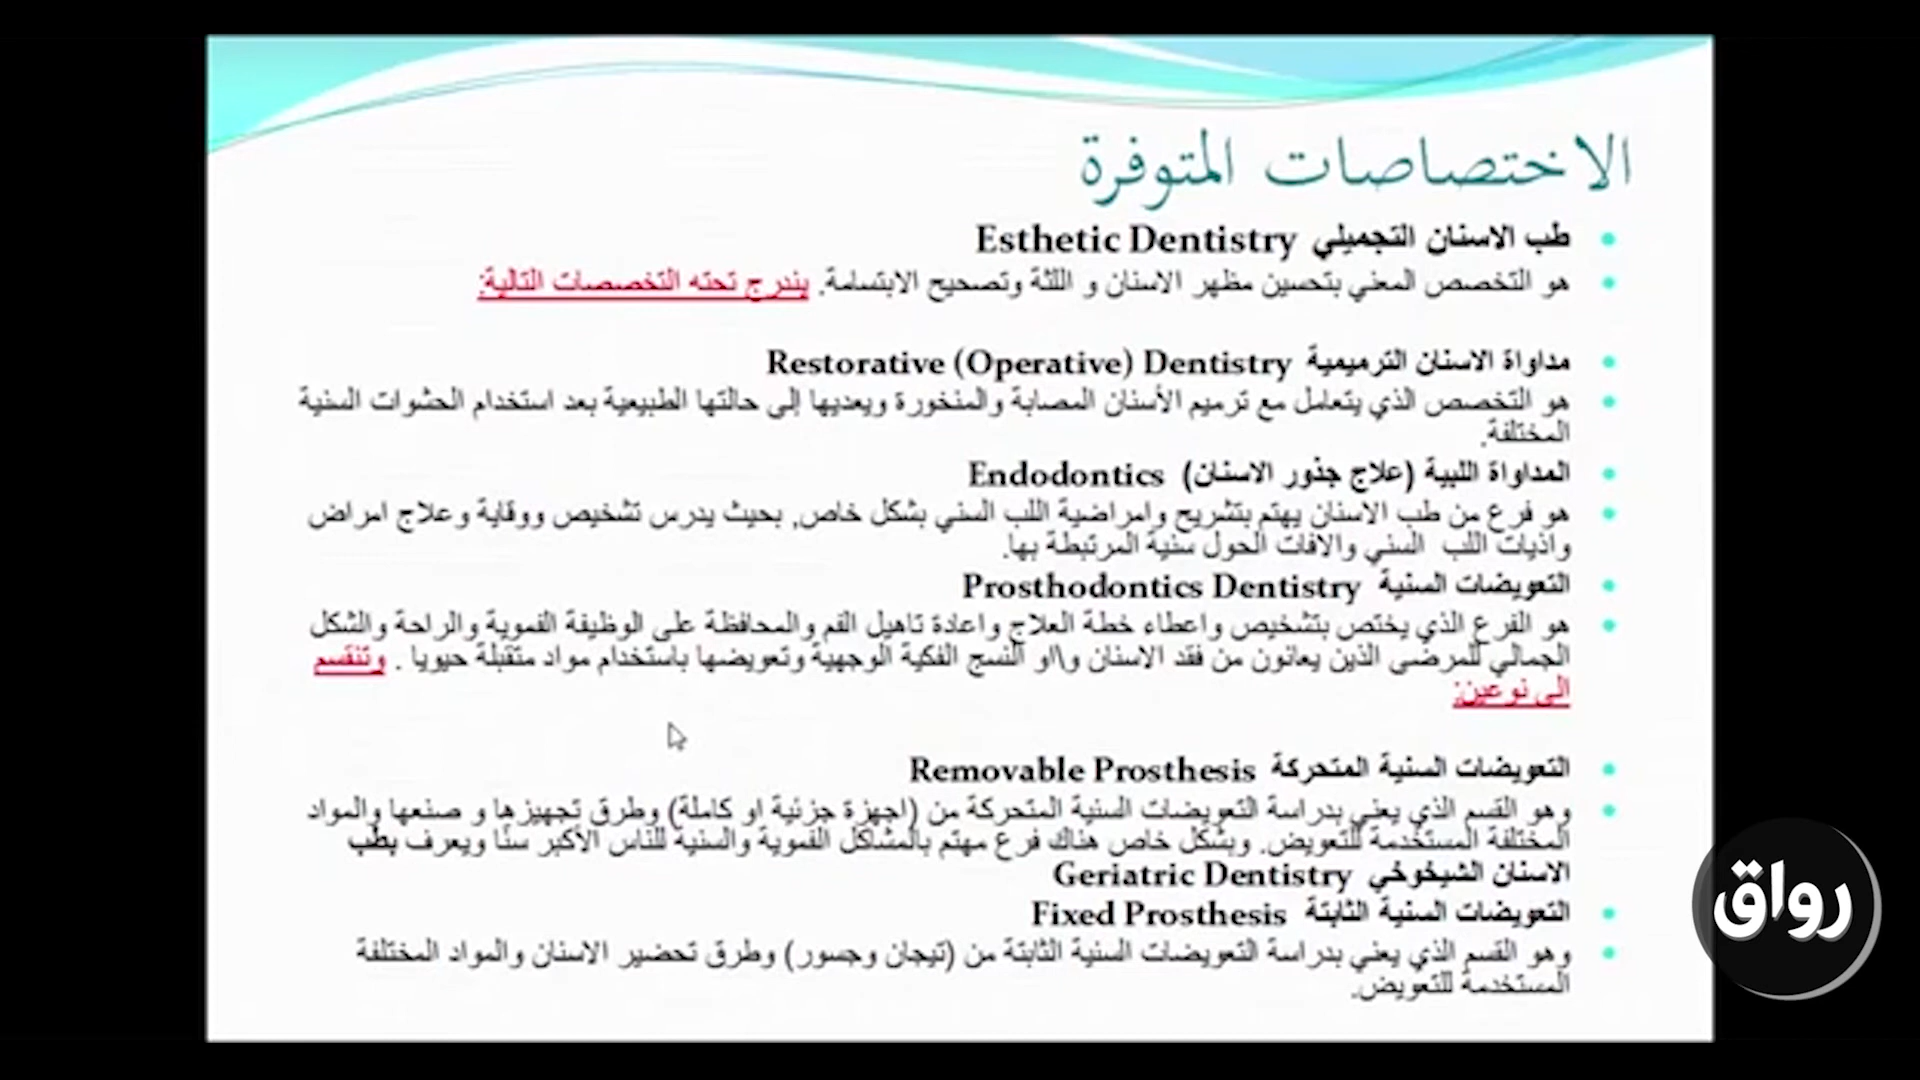 الاختصاصات المتوفرة
طب الاسنان التجميلي Esthetic Dentistry
هو التخصص المعني بتحسين مظهر الاسنان و اللثة وتصحيح الابتسامة. يندرج تحته التخصصات التالية:
مداواة الاسنان الترميمية Restorative (Operative) Dentistry
هو التخصص الذي يتعامل مع ترميم الأسنان المصابة والمنخورة ويعديها إلى حالتها الطبيعية بعد استخدام الحشوات السنية
المختلفة.
المداواة اللبية (علاج جذور الاسنان) Endodontics
هو فرع من طب الاسنان يهتم بتشريح وامراضية اللب السني بشكل خاص, بحيث يدرس تشخيص ووقاية وعلاج امراض
واذيات اللب السني والافات الحول سنية المرتبطة بها.
التعويضات السنية Prosthodontics Dentistry
هو الفرع الذي يختص بتشخيص واعطاء خطة العلاج واعادة تاهيل الفم والمحافظة على الوظيفة الفموية والراحة والشكل
الجمالي للمرضى الذين يعانون من فقد الاسنان و\او النسج الفكية الوجهية وتعويضها باستخدام مواد متقبلة حيويا . وتنقسم
الى نوعين:
التعويضات السنية المتحركة Removable Prosthesis
وهو القسم الذي يعني بدراسة التعويضات السنية المتحركة من (اجهزة جزئية او كاملة) وطرق تجهيزها و صنعها والمواد
المختلفة المستخدمة للتعويض. وبشكل خاص هناك فرع مهتم بالمشاكل الفموية والسنية للناس الأكبر سنا ويعرف بطب
الاسنان الشيخوخي Geriatric Dentistry
التعويضات السنية الثابتة Fixed Prosthesis
وهو القسم الذي يعني بدراسة التعويضات السنية الثابتة من (تيجان وجسور) وطرق تحضير الاسنان والمواد المختلفة
المستخدمة للتعويض.
رواق